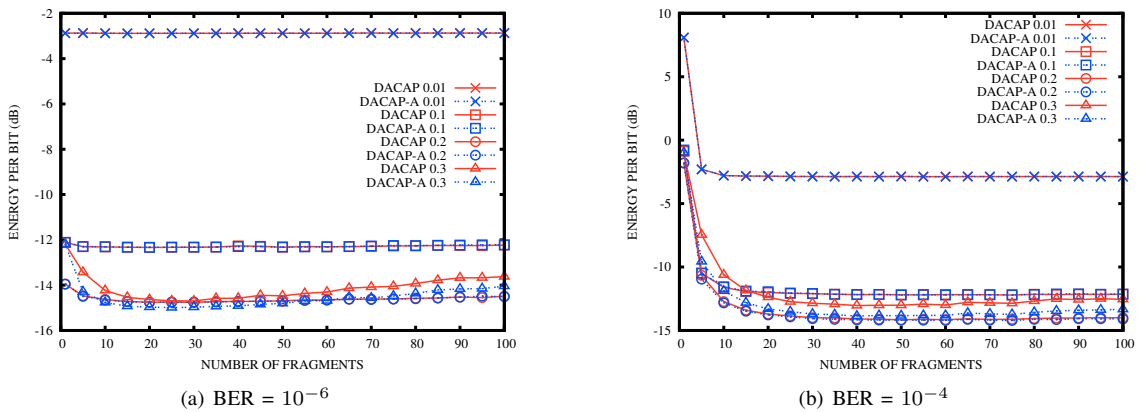 -2
-4
-6
-8
-10
-12
-14
-16
0 10 20 30 40 50 60 70 80 90 100
ENERGY PER BIT (dB)
NUMBER OF FRAGMENTS
DACAP 0.01
DACAP-A 0.01
DACAP 0.1
DACAP-A 0.1
DACAP 0.2
DACAP-A 0.2
DACAP 0.3
DACAP-A 0.3
(a) BER = 10⁻⁶
10
5
0
-5
-10
-15
0 10 20 30 40 50 60 70 80 90 100
ENERGY PER BIT (dB)
NUMBER OF FRAGMENTS
DACAP 0.01
DACAP-A 0.01
DACAP 0.1
DACAP-A 0.1
DACAP 0.2
DACAP-A 0.2
DACAP 0.3
DACAP-A 0.3
(b) BER = 10⁻⁴